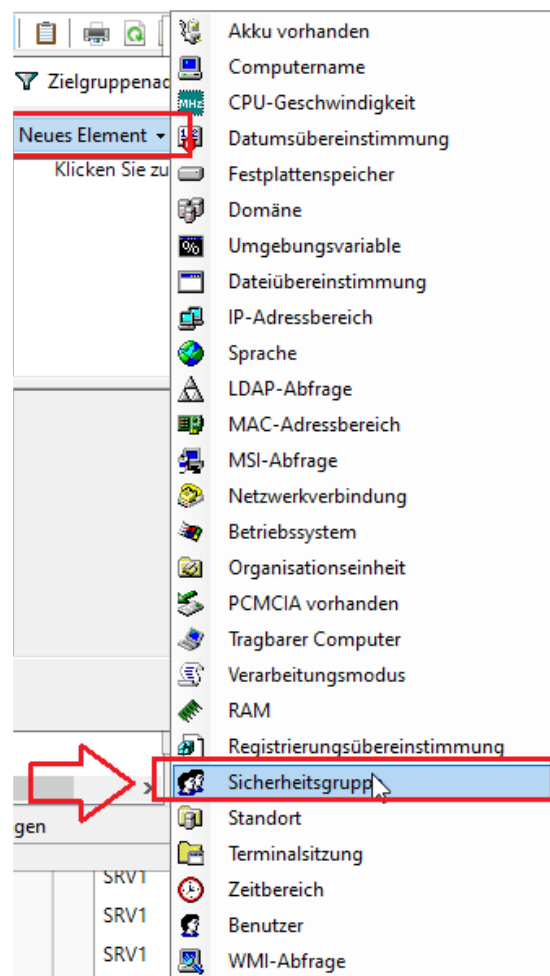 Akku vorhanden
Computername
Zielgruppenad
MHz
CPU-Geschwindigkeit
Neues Element
Datumsübereinstimmung
Klicken Sie zu
Festplattenspeicher
Domäne
%
Umgebungsvariable
Dateiübereinstimmung
IP-Adressbereich
Sprache
LDAP-Abfrage
MAC-Adressbereich
MSI-Abfrage
Netzwerkverbindung
Betriebssystem
Organisationseinheit
PCMCIA vorhanden
Tragbarer Computer
Verarbeitungsmodus
RAM
Registrierungsübereinstimmung
Sicherheitsgrupp
gen
Standort
Terminalsitzung
SRV1
Zeitbereich
SRV1
Benutzer
SRV1
WMI-Abfrage